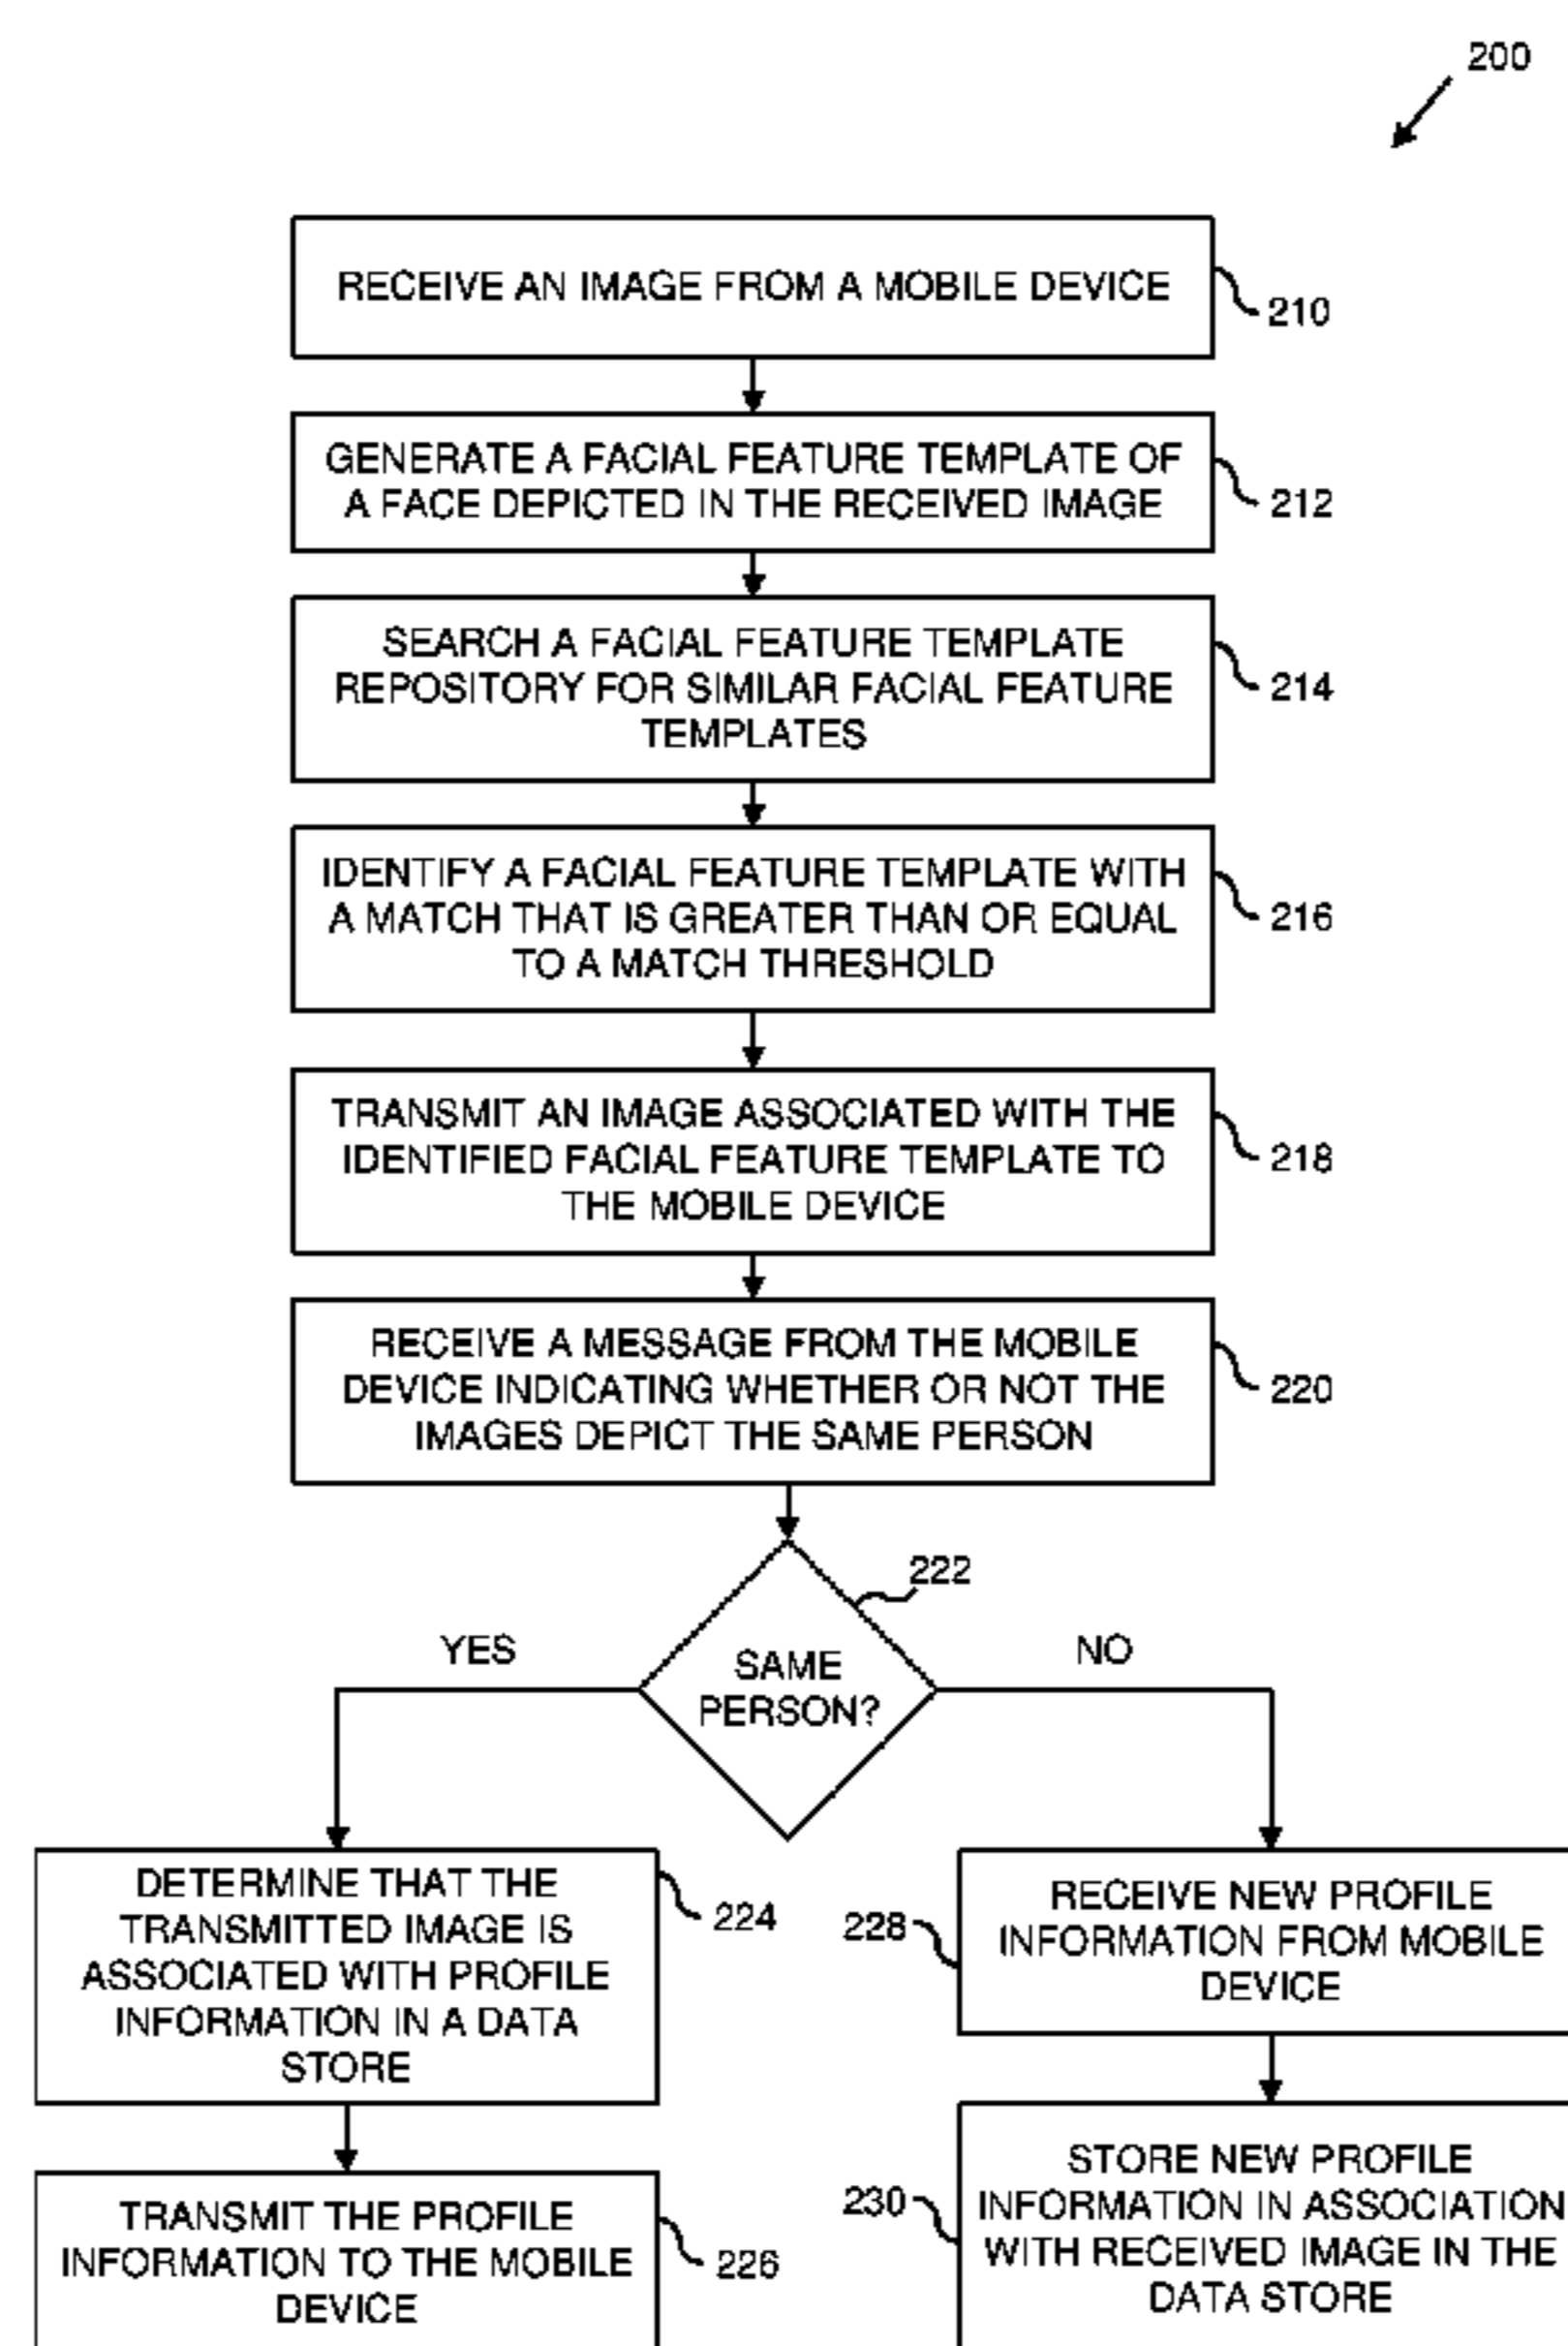 200
RECEIVE AN IMAGE FROM A MOBILE DEVICE
210
GENERATE A FACIAL FEATURE TEMPLATE OF
A FACE DEPICTED IN THE RECEIVED IMAGE
212
SEARCH A FACIAL FEATURE TEMPLATE
REPOSITORY FOR SIMILAR FACIAL FEATURE
TEMPLATES
214
IDENTIFY A FACIAL FEATURE TEMPLATE WITH
A MATCH THAT IS GREATER THAN OR EQUAL
TO A MATCH THRESHOLD
216
TRANSMIT AN IMAGE ASSOCIATED WITH THE
IDENTIFIED FACIAL FEATURE TEMPLATE TO
THE MOBILE DEVICE
218
RECEIVE A MESSAGE FROM THE MOBILE
DEVICE INDICATING WHETHER OR NOT THE
IMAGES DEPICT THE SAME PERSON
220
222
YES
SAME
PERSON?
NO
DETERMINE THAT THE
TRANSMITTED IMAGE IS
ASSOCIATED WITH PROFILE
INFORMATION IN A DATA
STORE
224
228
RECEIVE NEW PROFILE
INFORMATION FROM MOBILE
DEVICE
TRANSMIT THE PROFILE
INFORMATION TO THE MOBILE
DEVICE
226
230
STORE NEW PROFILE
INFORMATION IN ASSOCIATION
WITH RECEIVED IMAGE IN THE
DATA STORE